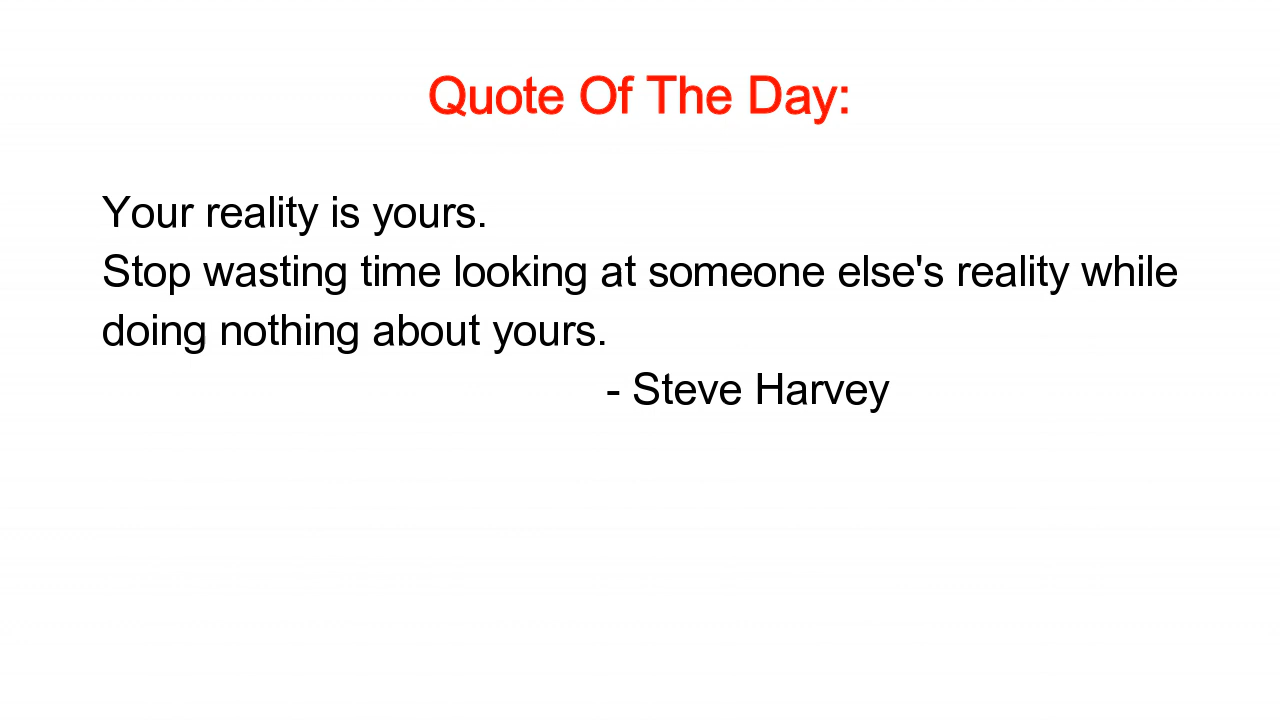 Quote Of The Day:
Your reality is yours.
Stop wasting time looking at someone else's reality while
doing nothing about yours.
- Steve Harvey